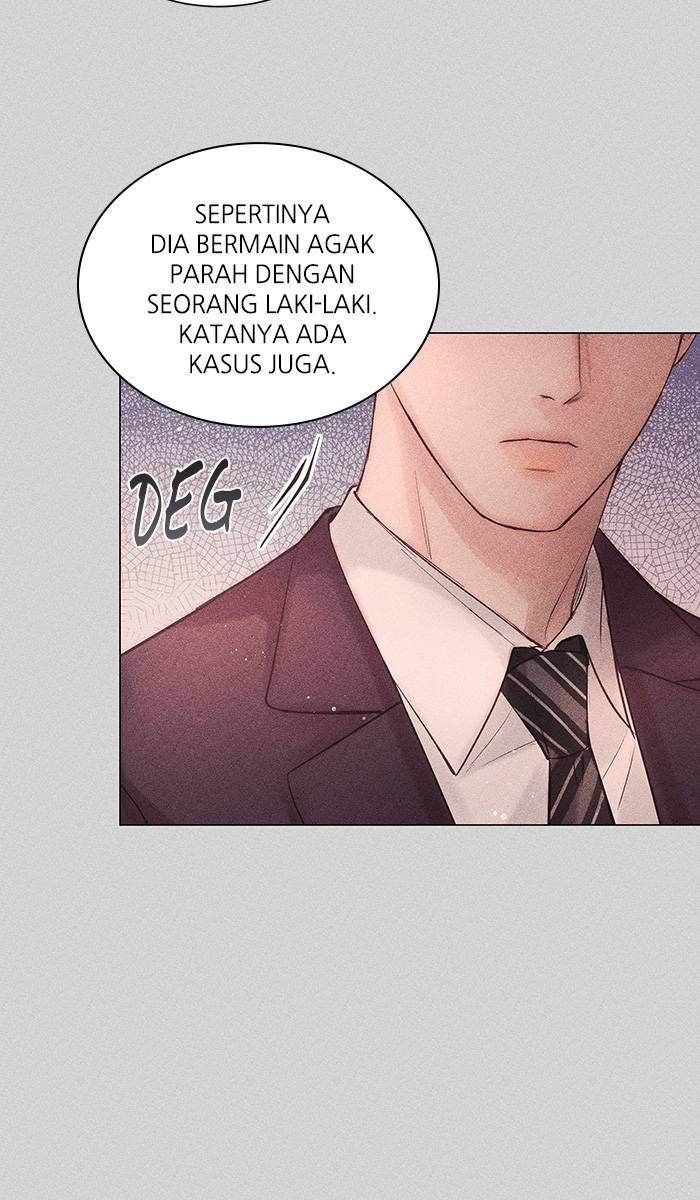 SEPERTINYA
DIA BERMAIN AGAK
PARAH DENGAN
SEORANG LAKI-LAKI.
KATANYA ADA
KASUS JUGA.
DEG